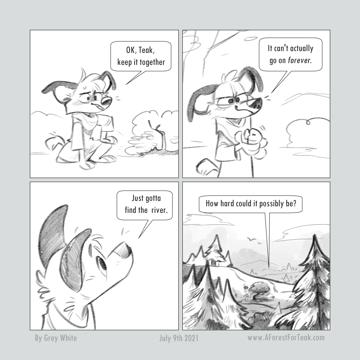 OK, Teak,
keep it together
It can't actually
go on forever.
Just gotta
find the river.
How hard could it possibly be?
By Grey White
July 9th 2021
www.AForestForTeak.com